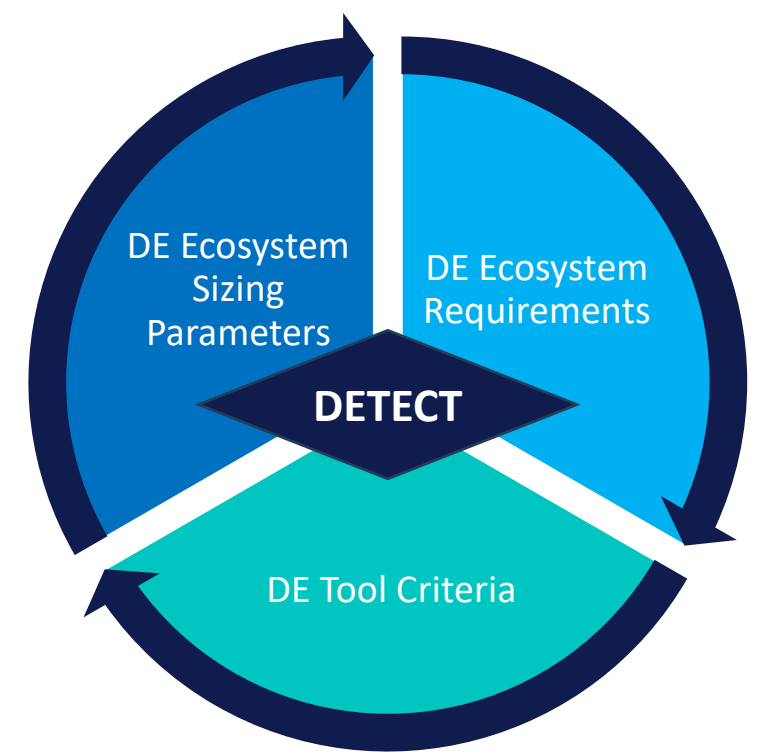 DE Ecosystem
Sizing
Parameters
DE Ecosystem
Requirements
DETECT
DE Tool Criteria